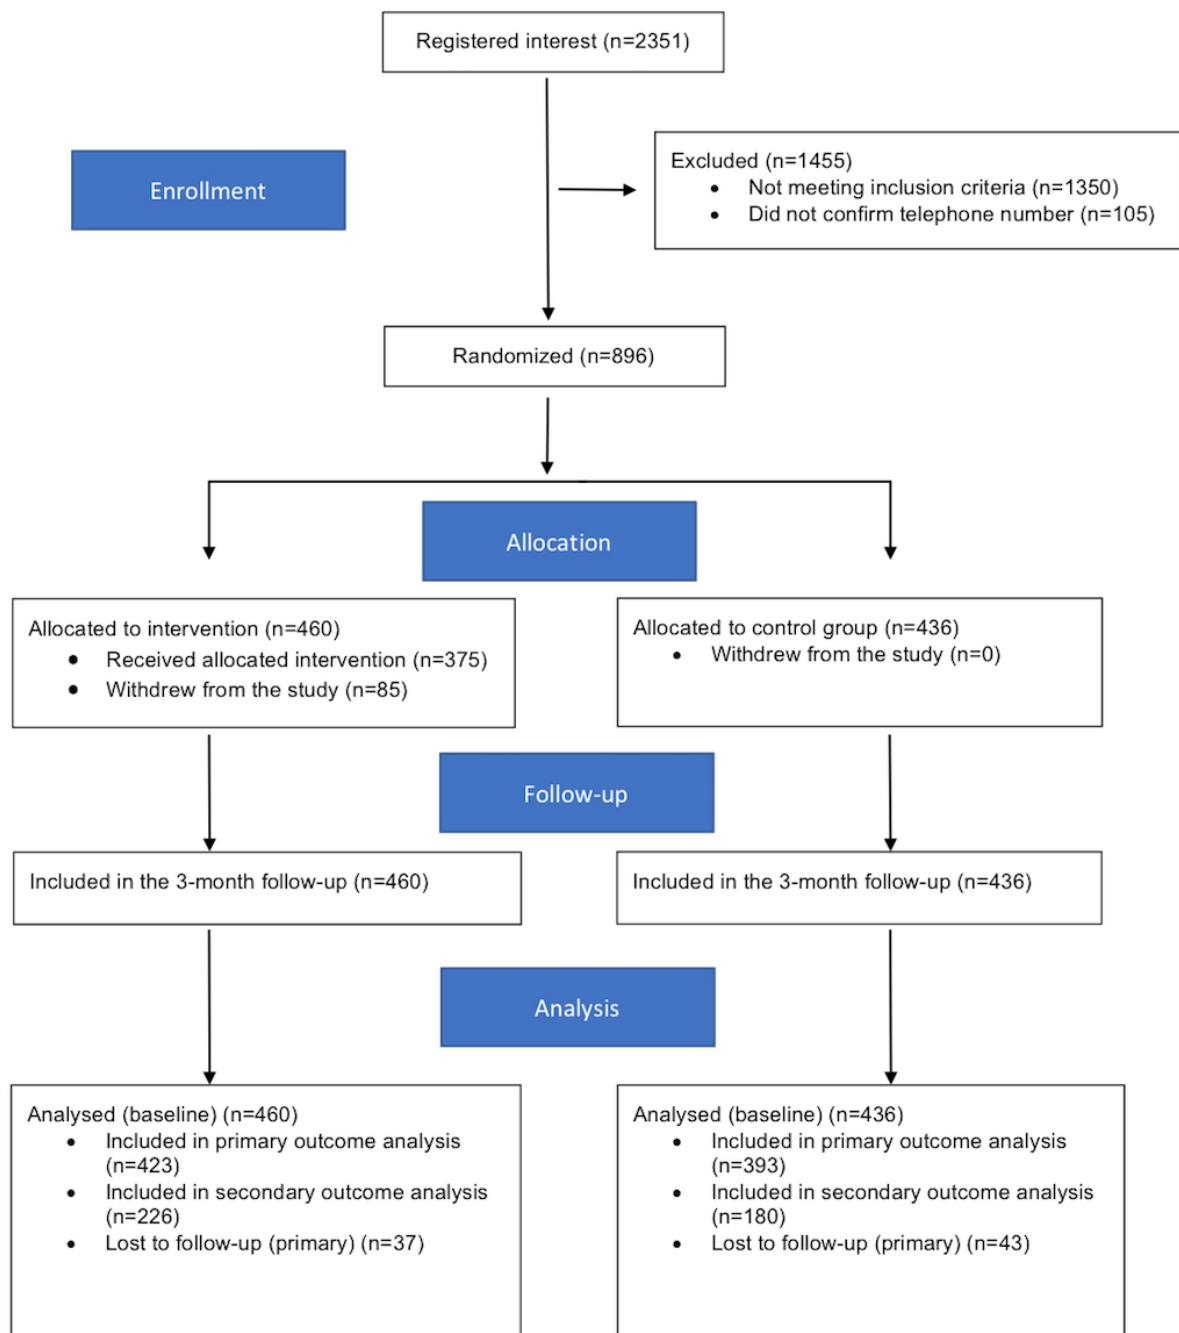 Registered interest (n=2351)
Enrollment
Excluded (n=1455)
• Not meeting inclusion criteria (n=1350)
• Did not confirm telephone number (n=105)
Randomized (n=896)
Allocation
Allocated to intervention (n=460)
• Received allocated intervention (n=375)
• Withdrew from the study (n=85)
Allocated to control group (n=436)
• Withdrew from the study (n=0)
Follow-up
Included in the 3-month follow-up (n=460)
Included in the 3-month follow-up (n=436)
Analysis
Analysed (baseline) (n=460)
• Included in primary outcome analysis
(n=423)
• Included in secondary outcome analysis
(n=226)
• Lost to follow-up (primary) (n=37)
Analysed (baseline) (n=436)
• Included in primary outcome analysis
(n=393)
• Included in secondary outcome analysis
(n=180)
• Lost to follow-up (primary) (n=43)